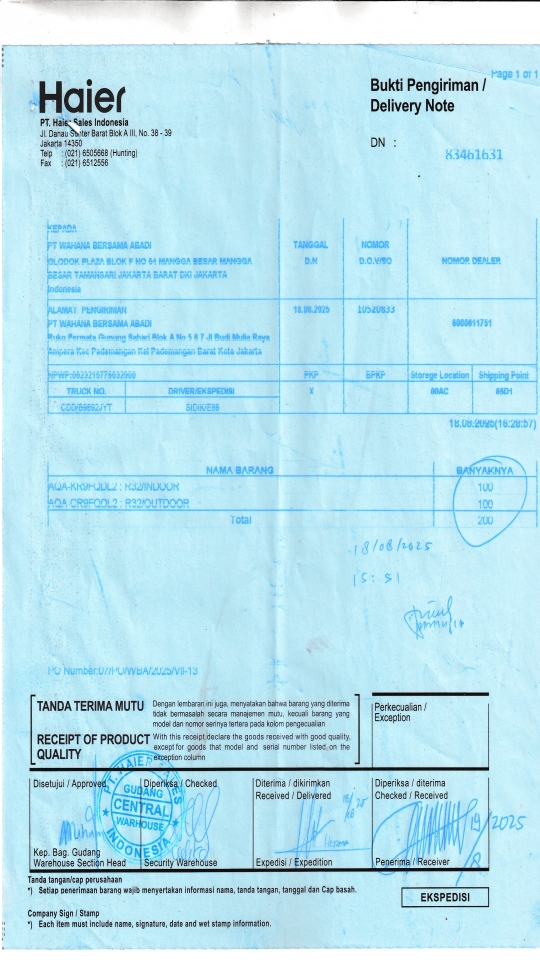 Page 1 of 1
Haier
PT. Haier Sales Indonesia
Jl. Danau Sunter Barat Blok A III, No. 38 - 39
Jakarta 14350
Telp : (021) 6505668 (Hunting)
Fax : (021) 6512556
Bukti Pengiriman /
Delivery Note
DN :
83461631
KEPADA
PT WAHANA BERSAMA ABADI
GLODOK PLAZA BLOK F NO 64 MANGGA BESAR MANGGA
BESAR TAMANSARI JAKARTA BARAT DKI JAKARTA
Indonesia
TANGGAL
D.N
NOMOR
D.O.V/SO
NOMOR DEALER
ALAMAT PENGIRIMAN
PT WAHANA BERSAMA ABADI
Ruko Permata Gunung Sahari Blok A No 5 6 7 Jl Budi Mulia Raya
Ampera Kec Pademangan Kel Pademangan Barat Kota Jakarta
18.08.2025
10520833
NPWP:
PKP
BPKP
Storege Location
Shipping Point
TRUCK NO.
DRIVER/EKSPEDISI
X
00AC
SIDIK/E86
18.08.2025(16:28:57)
NAMA BARANG
BANYAKNYA
AQA-KR9FQDL2 : R32/INDOOR
100
AQA-CR9FQDL2 : R32/OUTDOOR
100
Total
200
18/08/2025
15:51
PO Number:07/PO/WBA/2025/VII-13
TANDA TERIMA MUTU
Dengan lembaran ini juga, menyatakan bahwa barang yang diterima
tidak bermasalah secara manajemen mutu, kecuali barang yang
model dan nomor serinya tertera pada kolom pengecualian
RECEIPT OF PRODUCT
QUALITY
With this receipt declare the goods received with good quality,
except for goods that model and serial number listed on the
exception column
Perkecualian /
Exception
Disetujui / Approved
Diperiksa / Checked
Diterima / dikirimkan
Received / Delivered
Diperiksa / diterima
Checked / Received
GUDANG
CENTRAL
WARHOUSE
INDONESIA
19/2025
8
Kep. Bag. Gudang
Warehouse Section Head
Security Warehouse
Expedisi / Expedition
Penerima / Receiver
Tanda tangan/cap perusahaan
*) Setiap penerimaan barang wajib menyertakan informasi nama, tanda tangan, tanggal dan Cap basah.
EKSPEDISI
Company Sign / Stamp
*) Each item must include name, signature, date and wet stamp information.